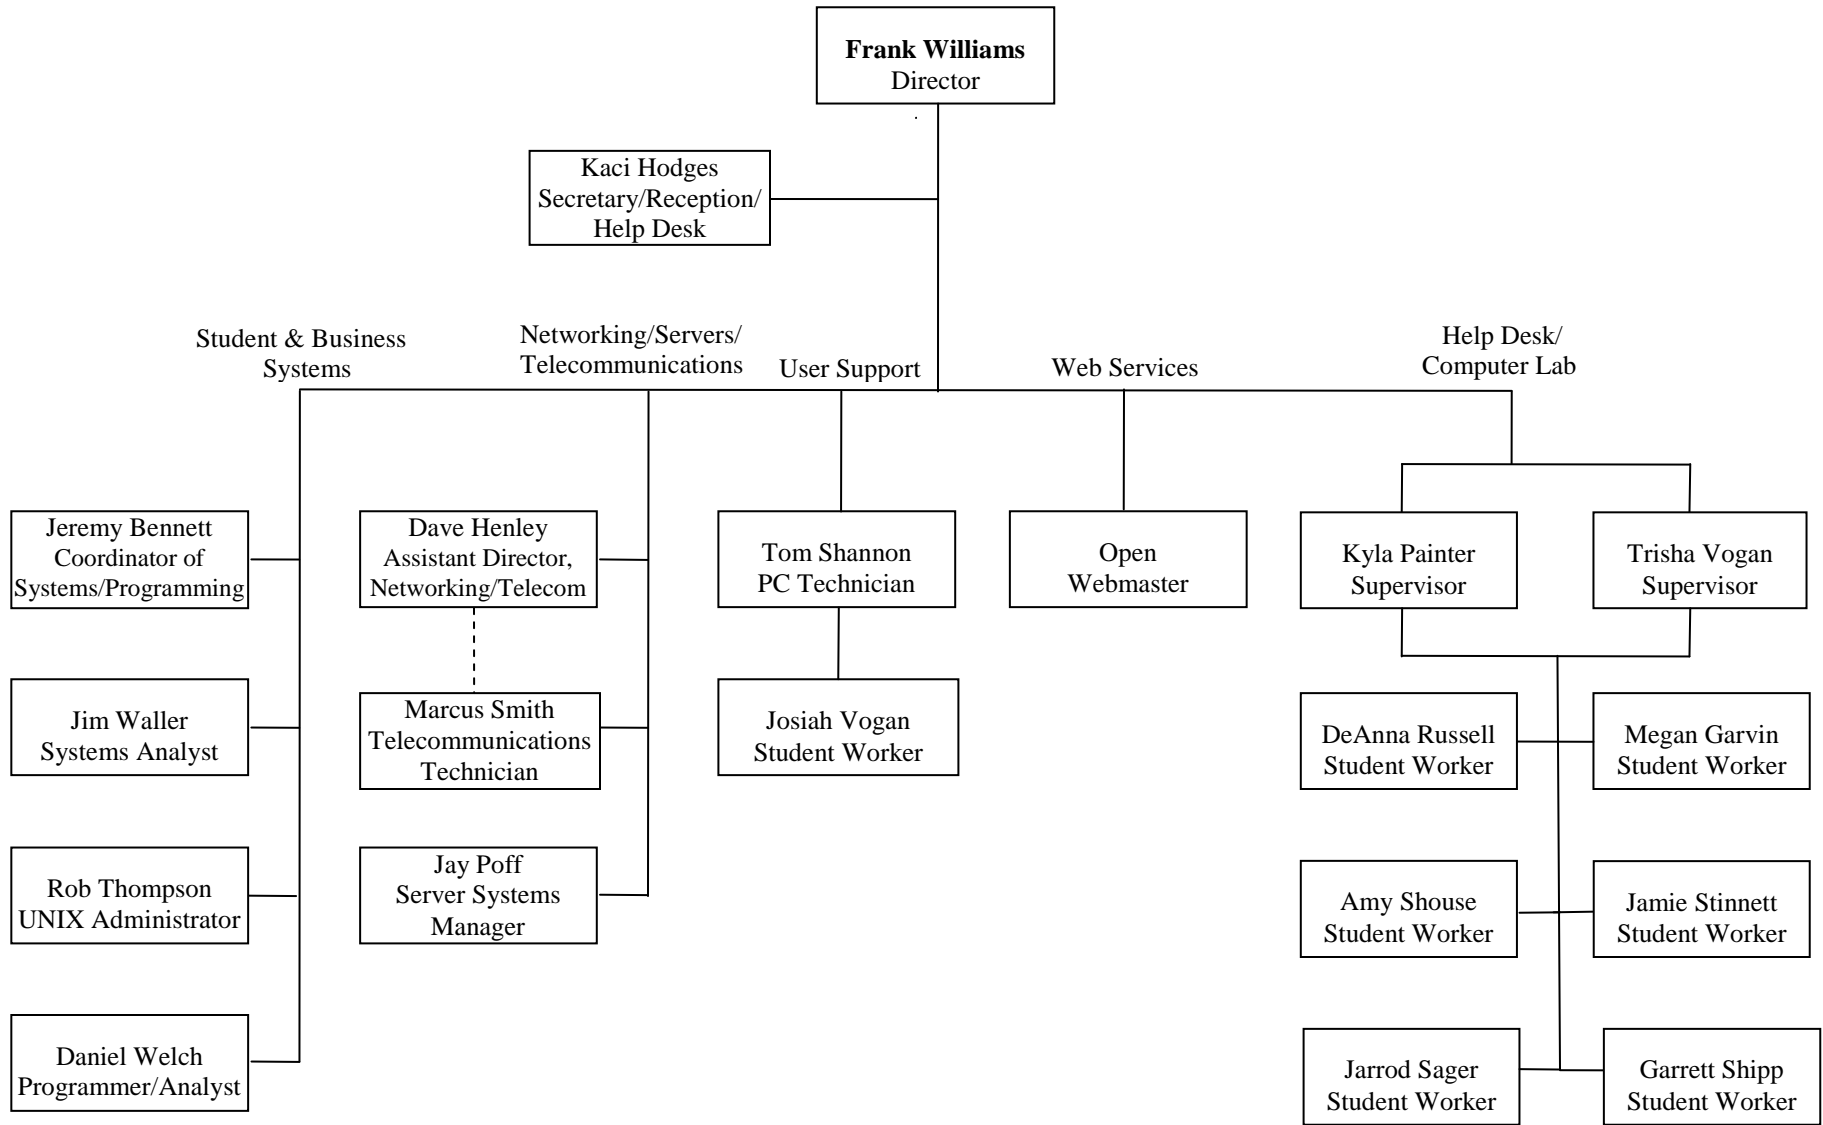 Frank Williams
Director
Kaci Hodges
Secretary/Reception/
Help Desk
Student & Business
Systems
Networking/Servers/
Telecommunications
User Support
Web Services
Help Desk/
Computer Lab
Jeremy Bennett
Coordinator of
Systems/Programming
Dave Henley
Assistant Director,
Networking/Telecom
Tom Shannon
PC Technician
Open
Webmaster
Kyla Painter
Supervisor
Trisha Vogan
Supervisor
Jim Waller
Systems Analyst
Marcus Smith
Telecommunications
Technician
Josiah Vogan
Student Worker
DeAnna Russell
Student Worker
Megan Garvin
Student Worker
Rob Thompson
UNIX Administrator
Jay Poff
Server Systems
Manager
Amy Shouse
Student Worker
Jamie Stinnett
Student Worker
Daniel Welch
Programmer/Analyst
Jarrod Sager
Student Worker
Garrett Shipp
Student Worker